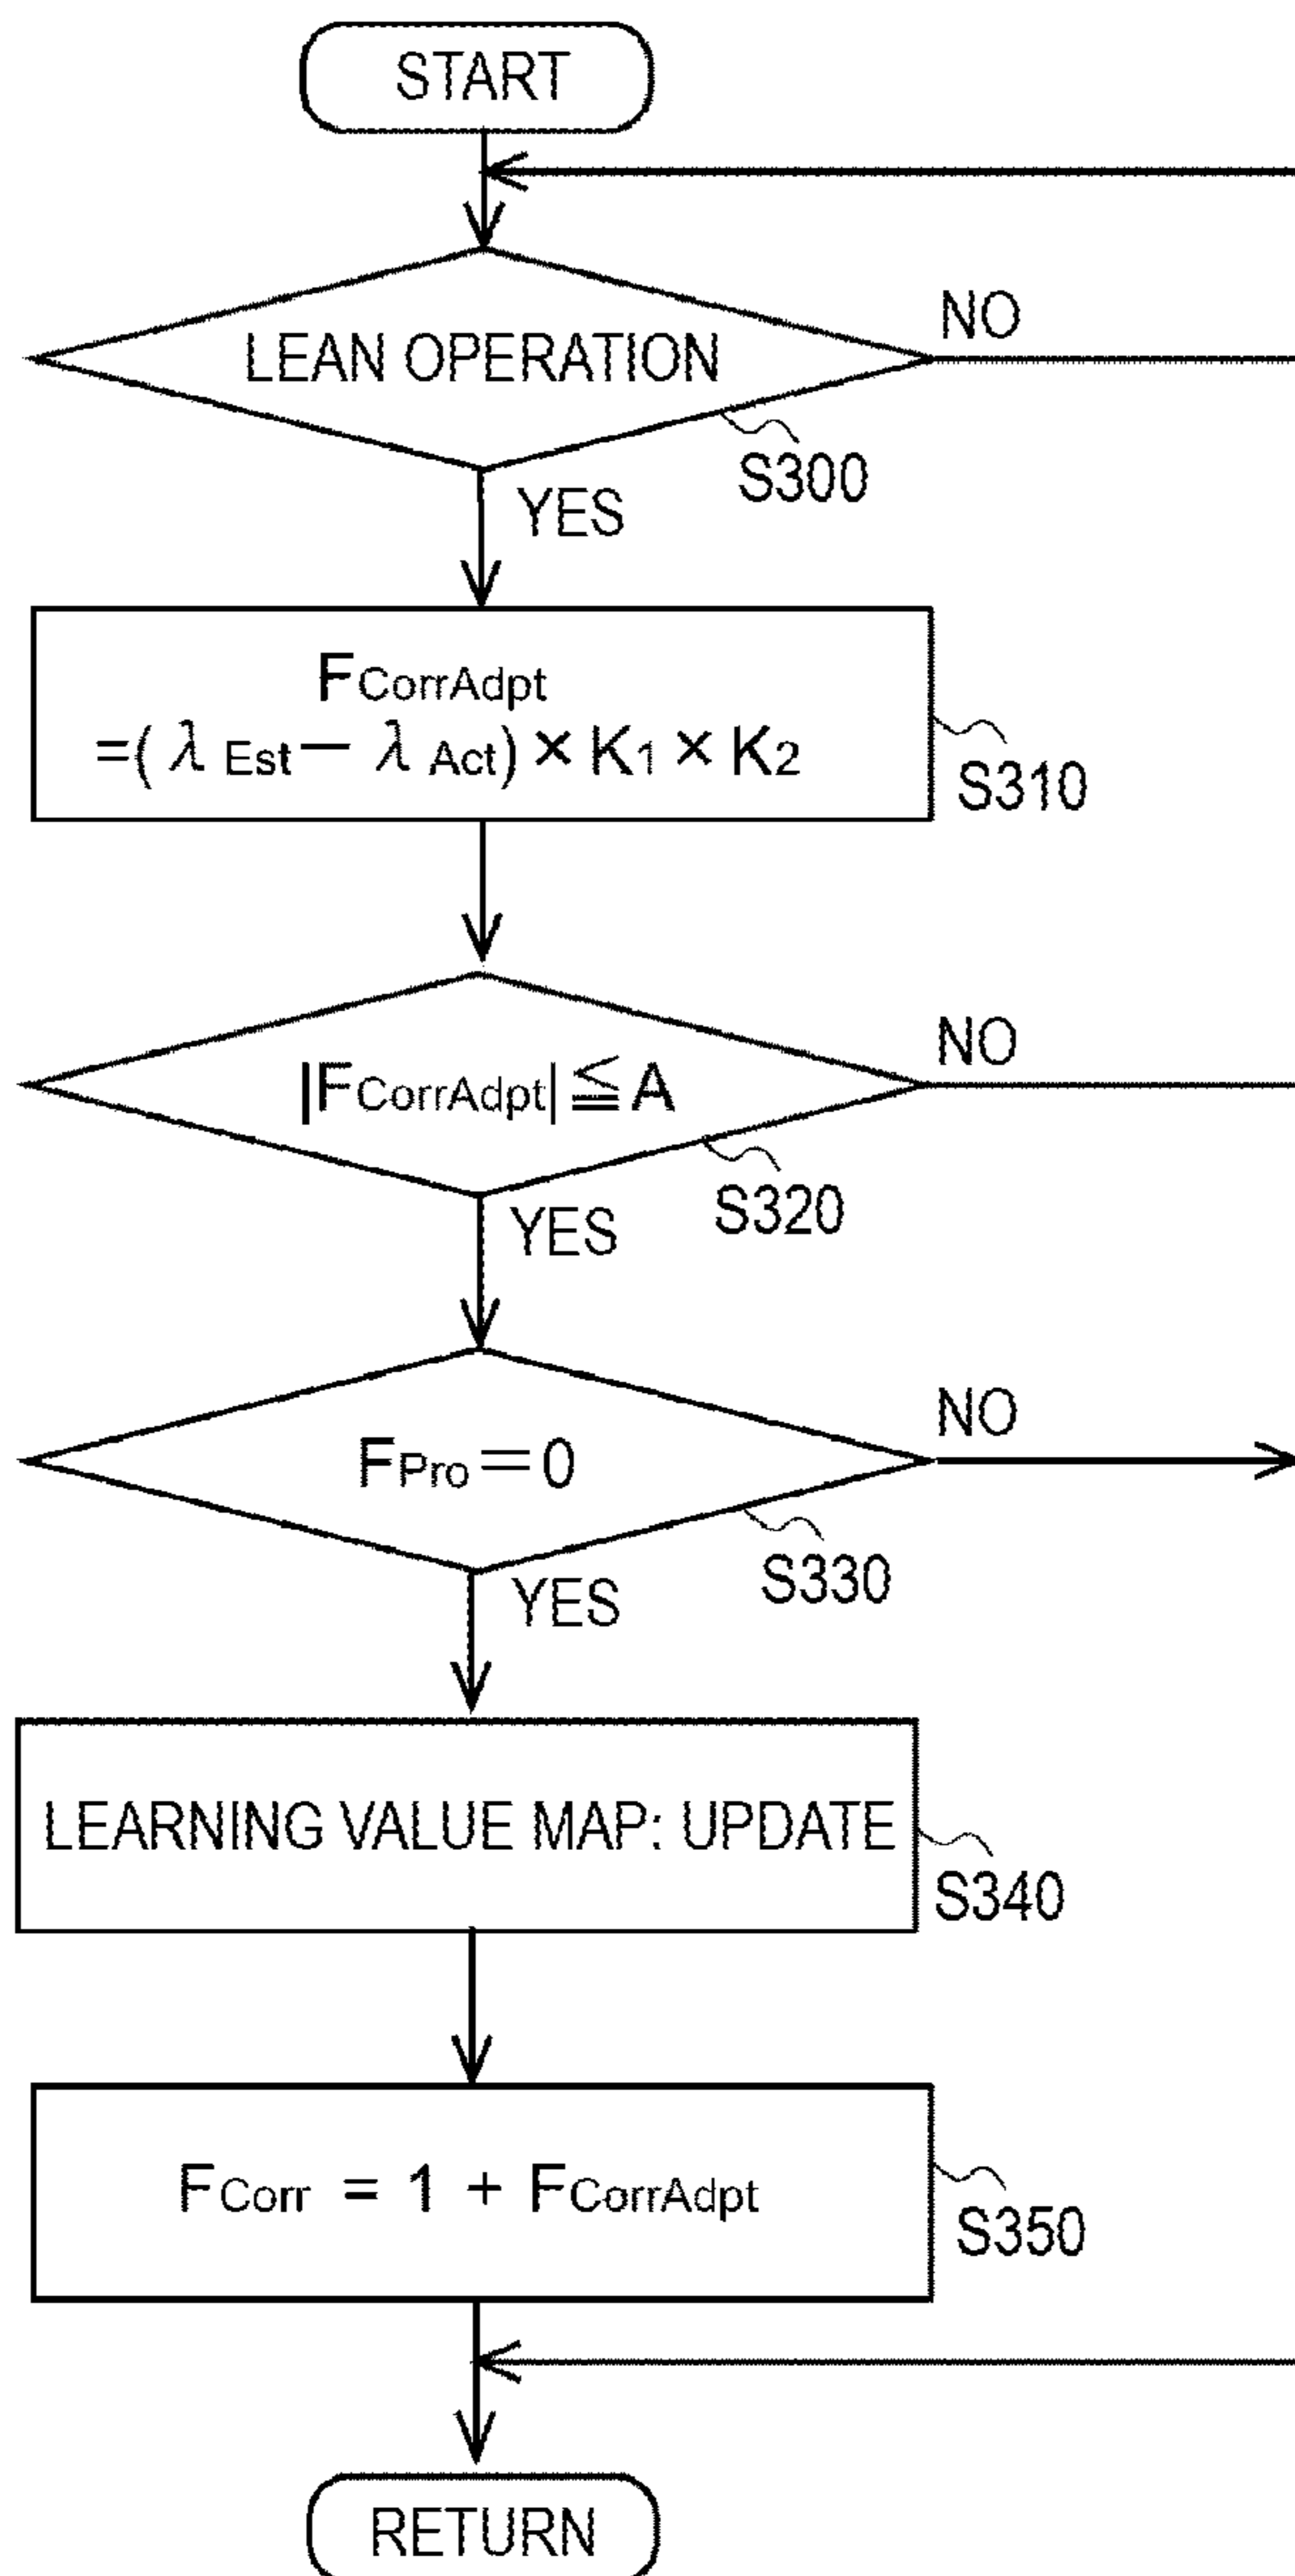 START
NO
LEAN OPERATION
S300
YES
FCorrAdpt
=(λEst－λAct)×K1×K2
S310
NO
|FCorrAdpt|≦A
S320
YES
NO
FPro＝0
S330
YES
LEARNING VALUE MAP: UPDATE
S340
FCorr = 1 + FCorrAdpt
S350
RETURN